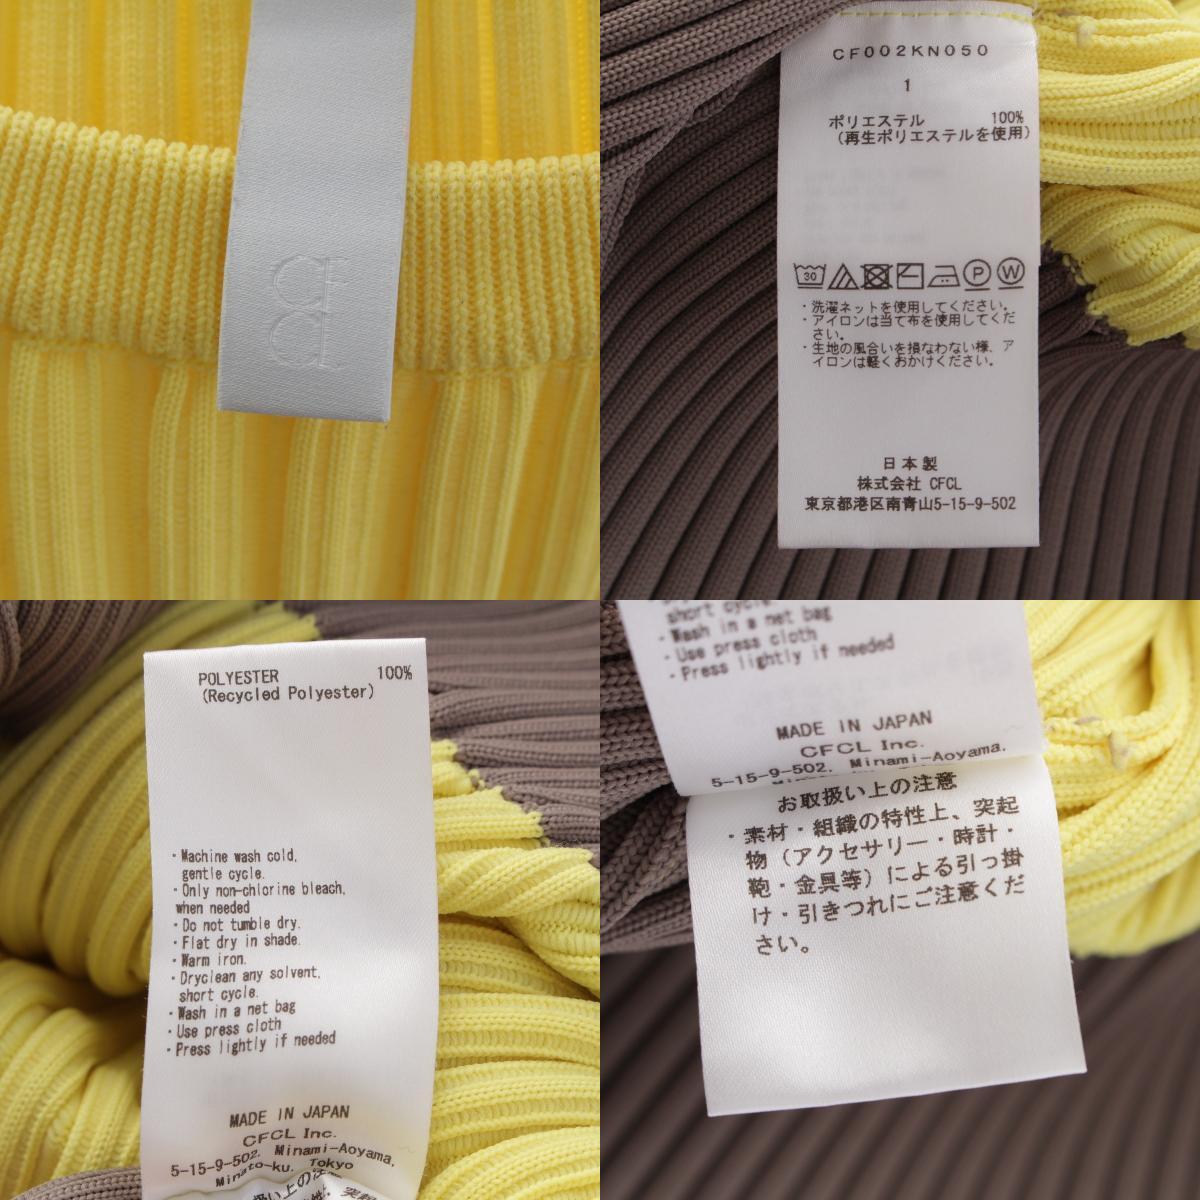 CF
CL
CF002KN050
1
ポリエステル 100%
(再生ポリエステルを使用)
30
P
W
・洗濯ネットを使用してください。
・アイロンは当て布を使用してくだ
さい。
・生地の風合いを損なわない様、ア
イロンは軽くおかけください。
日本製
株式会社 CFCL
東京都港区南青山5-15-9-502
POLYESTER 100%
(Recycled Polyester)
・Machine wash cold,
gentle cycle.
・Only non-chlorine bleach,
when needed
・Do not tumble dry.
・Flat dry in shade.
・Warm iron.
・Dryclean any solvent,
short cycle.
・Wash in a net bag
・Use press cloth
・Press lightly if needed
MADE IN JAPAN
CFCL Inc.
5-15-9-502, Minami-Aoyama,
Minato-ku, Tokyo
short cycle.
・Wash in a net bag
・Use press cloth
・Press lightly if needed
MADE IN JAPAN
CFCL Inc.
5-15-9-502, Minami-Aoyama,
お取扱い上の注意
・素材・組織の特性上、突起
物（アクセサリー・時計・
鞄・金具等）による引っ掛
け・引きつれにご注意くだ
さい。